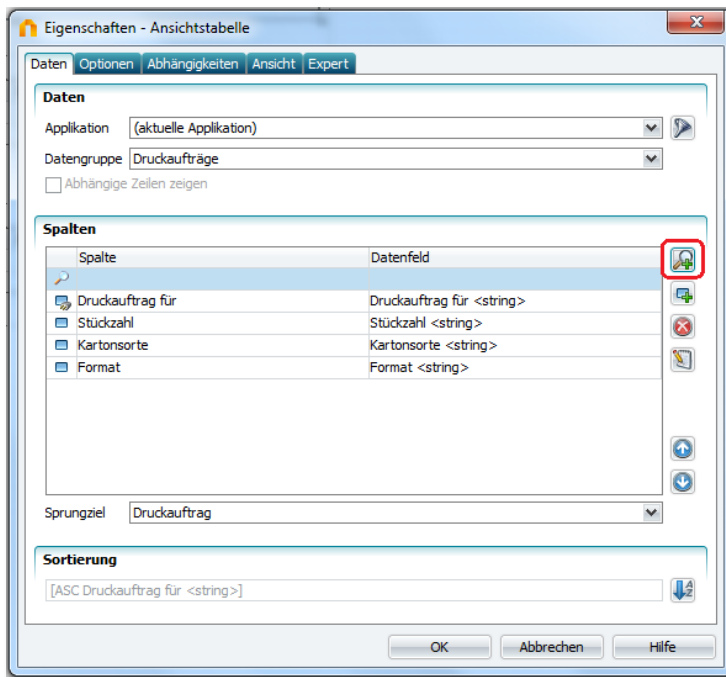 Eigenschaften - Ansichtstabelle
Daten Optionen Abhängigkeiten Ansicht Expert
Daten
Applikation (aktuelle Applikation)
Datengruppe Druckaufträge
Abhängige Zeilen zeigen
Spalten
Spalte Datenfeld
Druckauftrag für Druckauftrag für <string>
Stückzahl Stückzahl <string>
Kartonsorte Kartonsorte <string>
Format Format <string>
Sprungziel Druckauftrag
Sortierung
[ASC Druckauftrag für <string>]
OK Abbrechen Hilfe